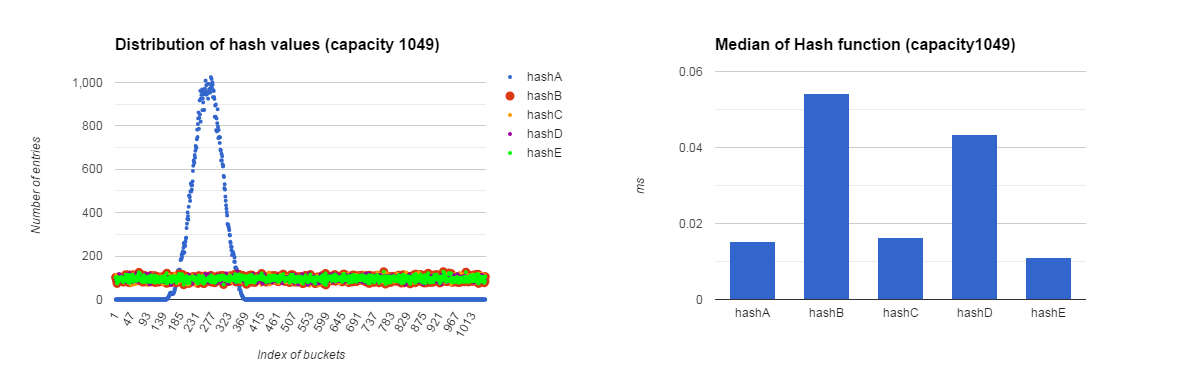 Distribution of hash values (capacity 1049)
1,000
800
600
400
200
0
Number of entries
1 47 93 139 185 231 277 323 369 415 461 507 553 599 645 691 737 783 829 875 921 967 1013
Index of buckets
hashA
hashB
hashC
hashD
hashE
Median of Hash function (capacity1049)
0.06
0.04
0.02
0
ms
hashA hashB hashC hashD hashE